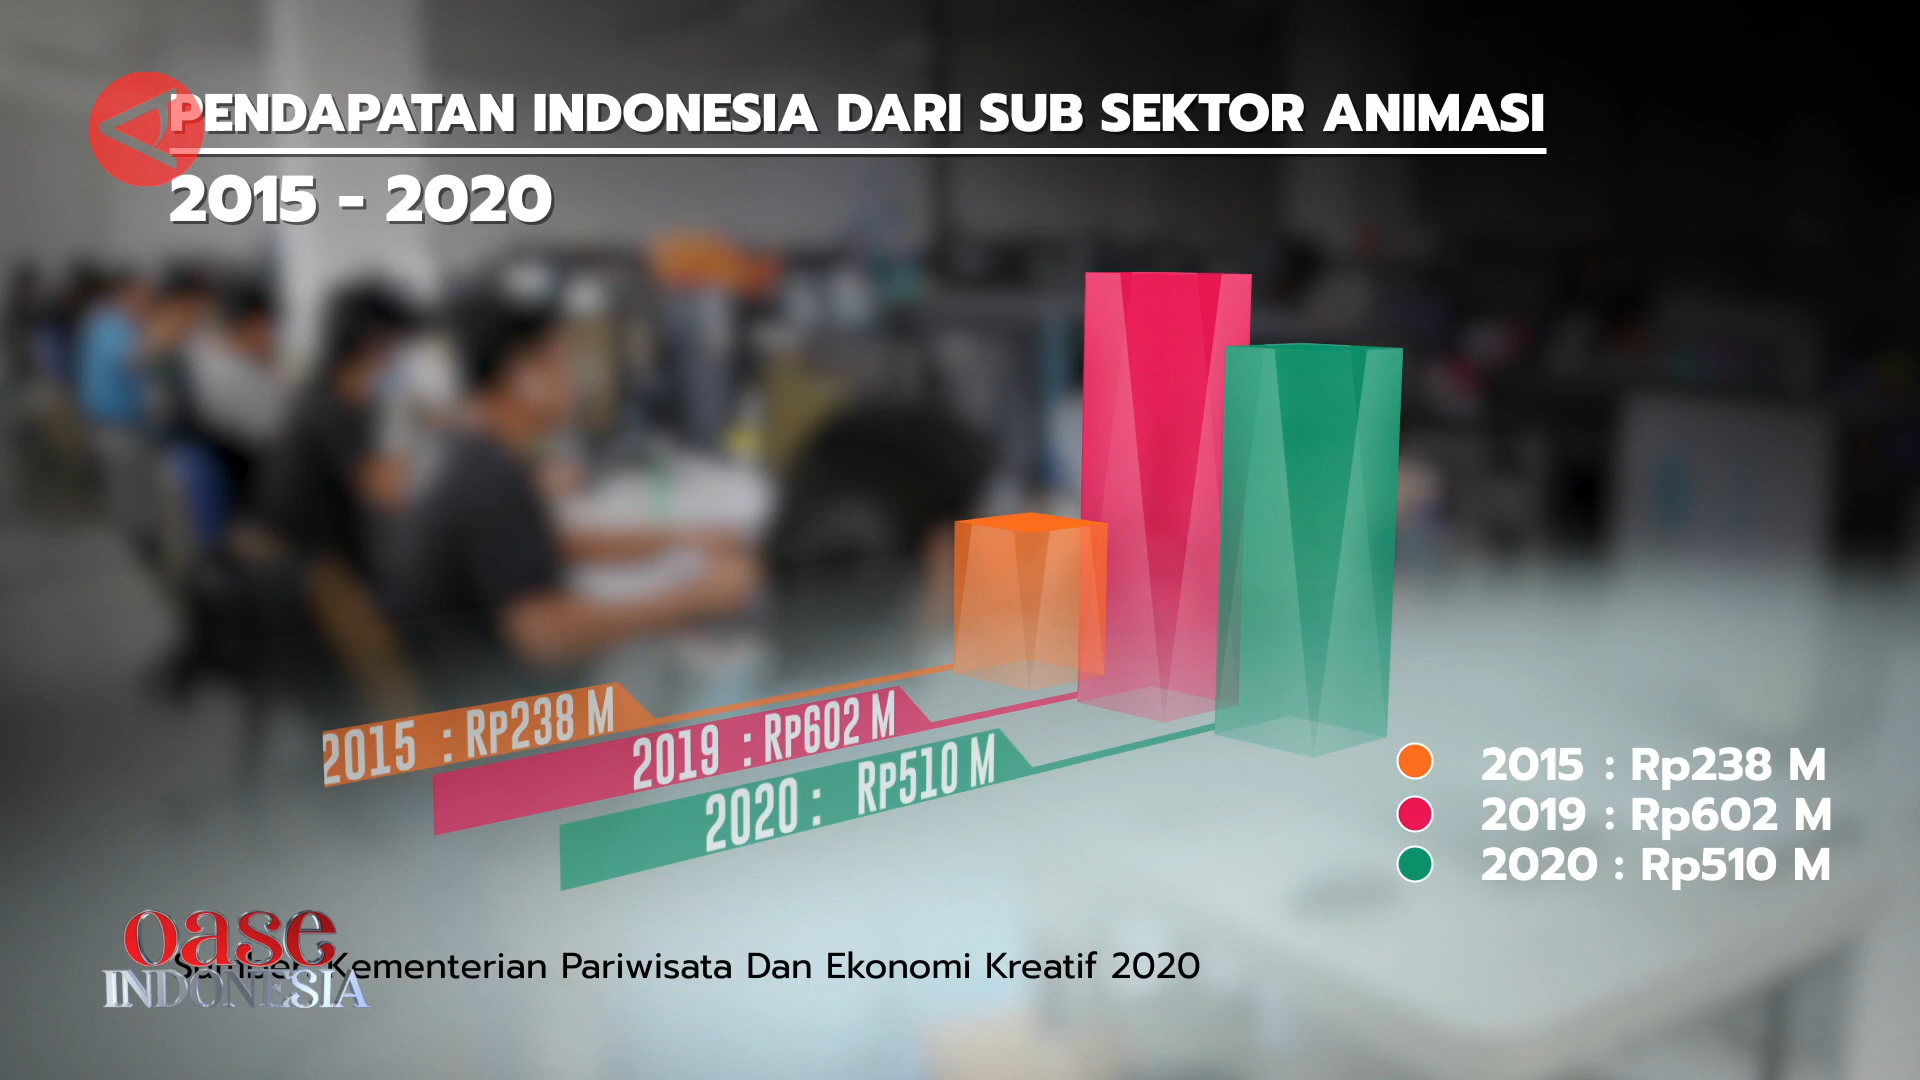 PENDAPATAN INDONESIA DARI SUB SEKTOR ANIMASI
2015 - 2020
2015 : Rp238 M
2019 : Rp602 M
2020 : Rp510 M
2015 : Rp238 M
2019 : Rp602 M
2020 : Rp510 M
oase
INDONESIA
Sumber: Kementerian Pariwisata Dan Ekonomi Kreatif 2020